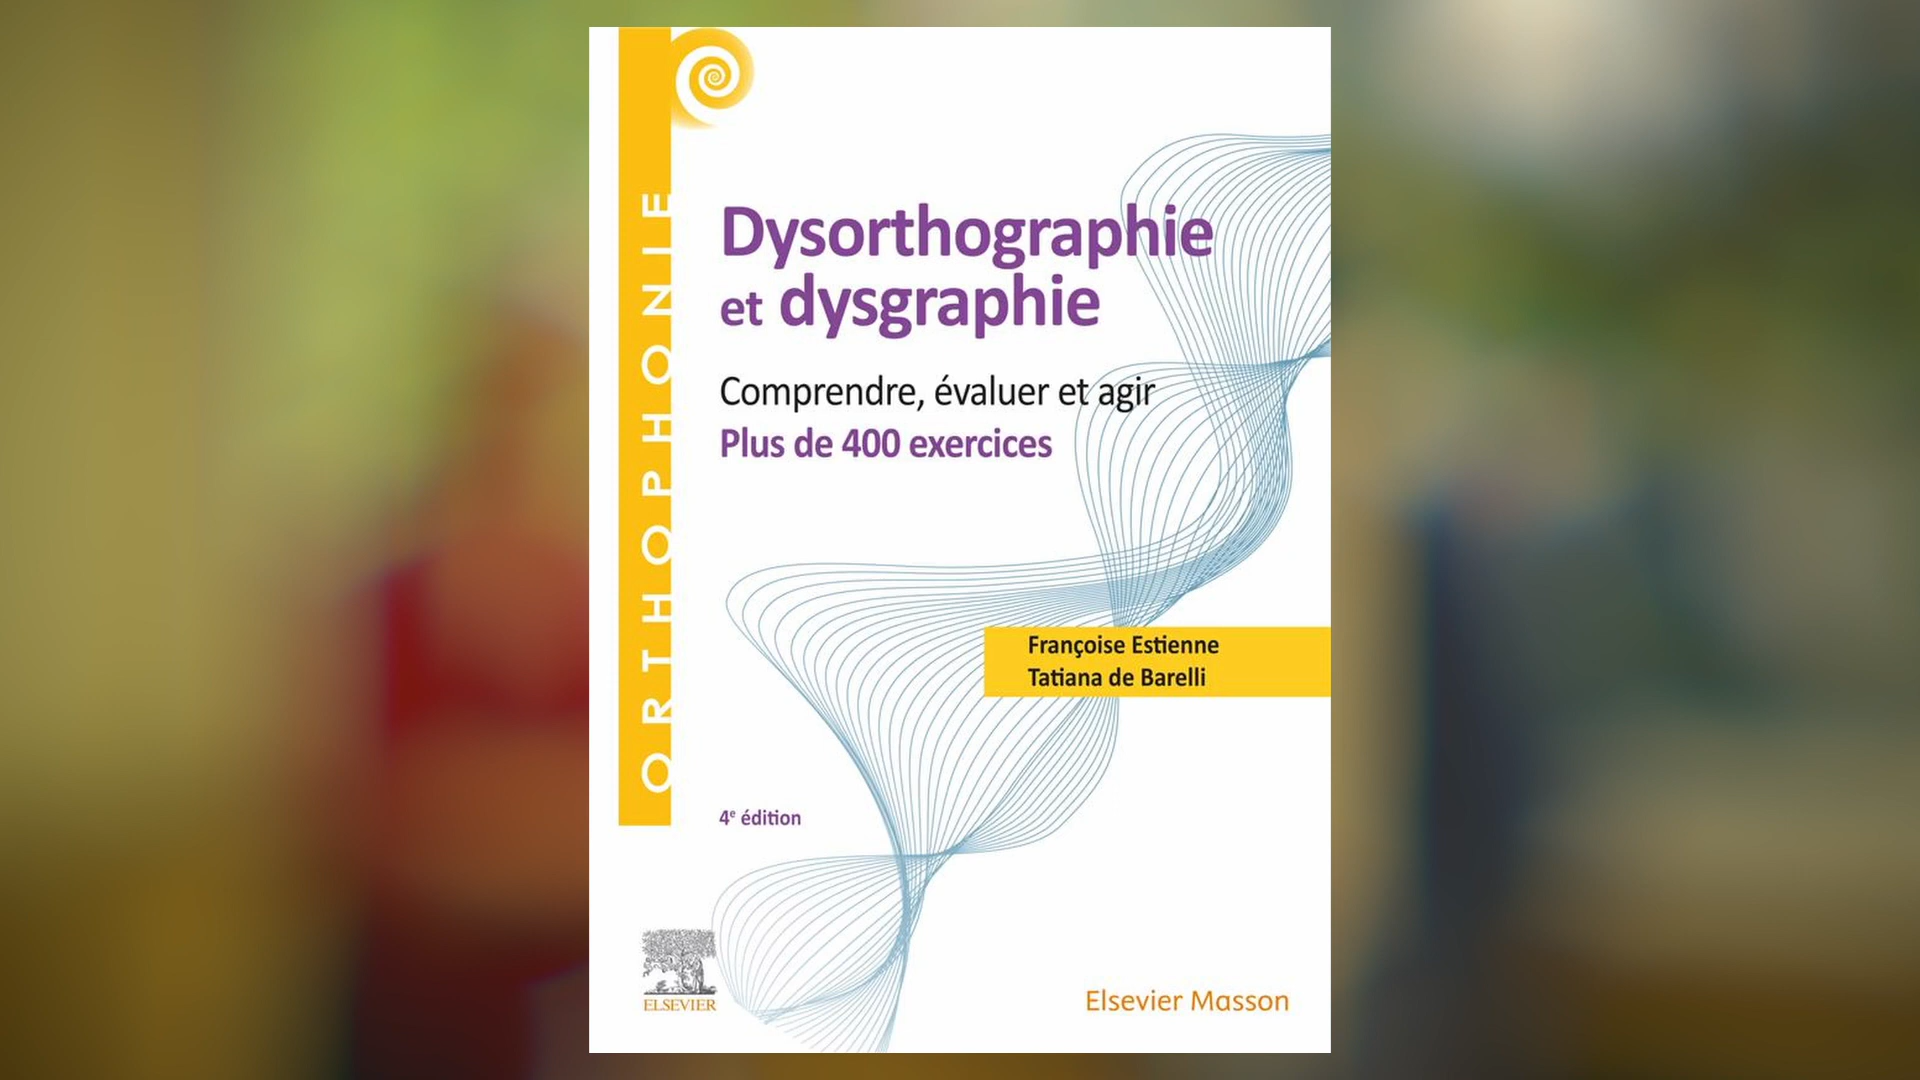 ORTHOPHONIE
Dysorthographie
et dysgraphie
Comprendre, évaluer et agir
Plus de 400 exercices
Françoise Estienne
Tatiana de Barelli
4e édition
ELSEVIER
Elsevier Masson